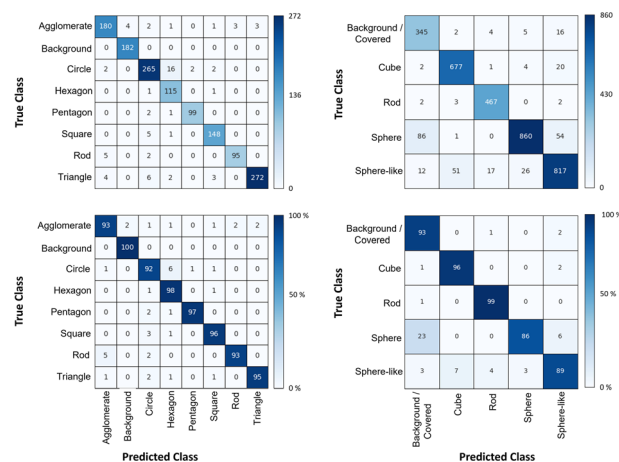 Agglomerate 180 4 2 1 0 0 3 3
Background 0 182 0 0 0 0 0 0
Circle 2 0 265 16 2 2 0 0
Hexagon 0 0 1 115 0 0 0 0
Pentagon 0 0 2 1 99 0 0 0
Square 0 0 5 1 0 148 0 0
Rod 5 0 2 0 0 0 95 0
Triangle 4 0 6 2 0 3 0 272
True Class
272
136
0
Background / Covered 345 2 4 5 16
Cube 2 677 1 4 20
Rod 2 3 467 0 2
Sphere 86 1 0 860 54
Sphere-like 12 51 17 26 817
True Class
860
430
0
Agglomerate 93 2 1 1 0 1 2 2
Background 0 100 0 0 0 0 0 0
Circle 1 0 92 6 1 1 0 0
Hexagon 0 0 1 98 0 0 0 0
Pentagon 0 0 2 1 97 0 0 0
Square 0 0 3 1 0 96 0 0
Rod 5 0 2 0 0 0 93 0
Triangle 1 0 2 1 0 1 0 95
True Class
100 %
50 %
0 %
Agglomerate
Background
Circle
Hexagon
Pentagon
Square
Rod
Triangle
Predicted Class
Background / Covered 93 0 1 0 2
Cube 1 96 0 0 2
Rod 1 0 99 0 0
Sphere 23 0 0 86 6
Sphere-like 3 7 4 3 89
True Class
100 %
50 %
0 %
Background / Covered
Cube
Rod
Sphere
Sphere-like
Predicted Class